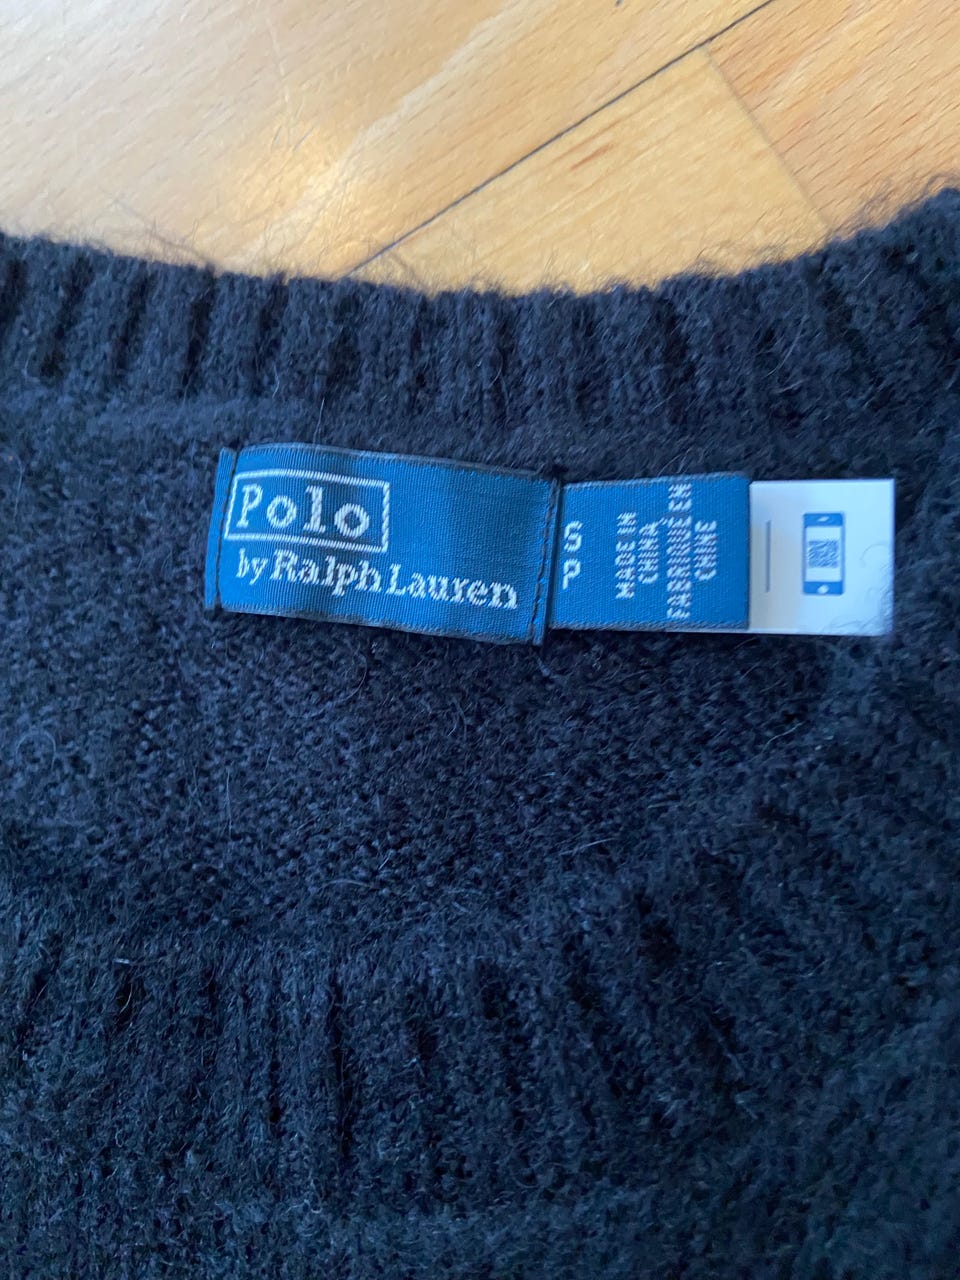 Polo
by Ralph Lauren
S
P
MADE IN
CHINA
FABRIQUÉ EN
CHINE